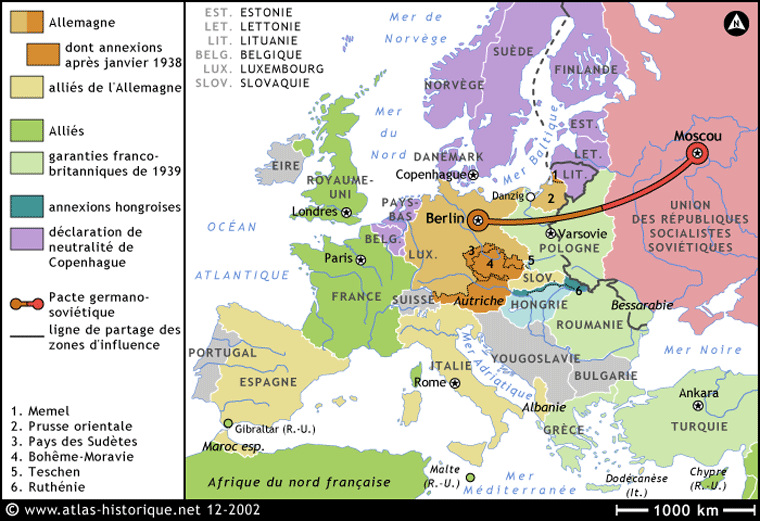 Allemagne
dont annexions
après janvier 1938
alliés de l'Allemagne
Alliés
garanties franco-
britanniques de
1939
annexions hongroises
déclaration de
neutralité de
Copenhague
Pacte germano-
soviétique
ligne de partage des
zones d'influence
1. Memel
2. Prusse orientale
3. Pays des Sudètes
4. Bohême-Moravie
5. Teschen
6. Ruthénie
EST. ESTONIE
LET. LETTONIE
LIT. LITUANIE
BELG. BELGIQUE
LUX. LUXEMBOURG
SLOV. SLOVAQUIE
Mer de
Norvège
N
SUÈDE
FINLANDE
NORVÈGE
Mer
du
Nord
EST.
Mer Baltique
Moscou
LET.
DANEMARK
EIRE
Copenhague
1
LIT.
ROYAUME-
UNI
2
Danzig
PAYS-
BAS
UNION
DES RÉPUBLIQUES
SOCIALISTES
SOVIÉTIQUES
Londres
Berlin
OCÉAN
Varsovie
BELG.
POLOGNE
Paris
LUX.
3
4
5
ATLANTIQUE
SLOV.
6
FRANCE
SUISSE
Autriche
HONGRIE
Bessarabie
ROUMANIE
PORTUGAL
Mer Adriatique
YOUGOSLAVIE
Mer Noire
ITALIE
ESPAGNE
Rome
BULGARIE
Ankara
Albanie
Gibraltar (R.-U.)
GRÈCE
TURQUIE
Maroc esp.
Afrique du nord française
Malte
(R.-U.)
Mer
Méditerranée
Dodécanèse
(It.)
Chypre
(R.-U.)
© www.atlas-historique.net 12-2002
1000 km